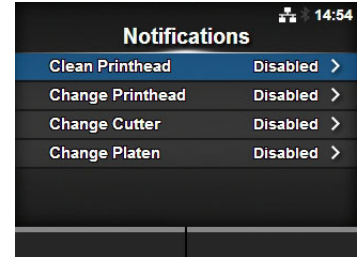 14:54
Notifications
Clean Printhead Disabled
Change Printhead Disabled
Change Cutter Disabled
Change Platen Disabled